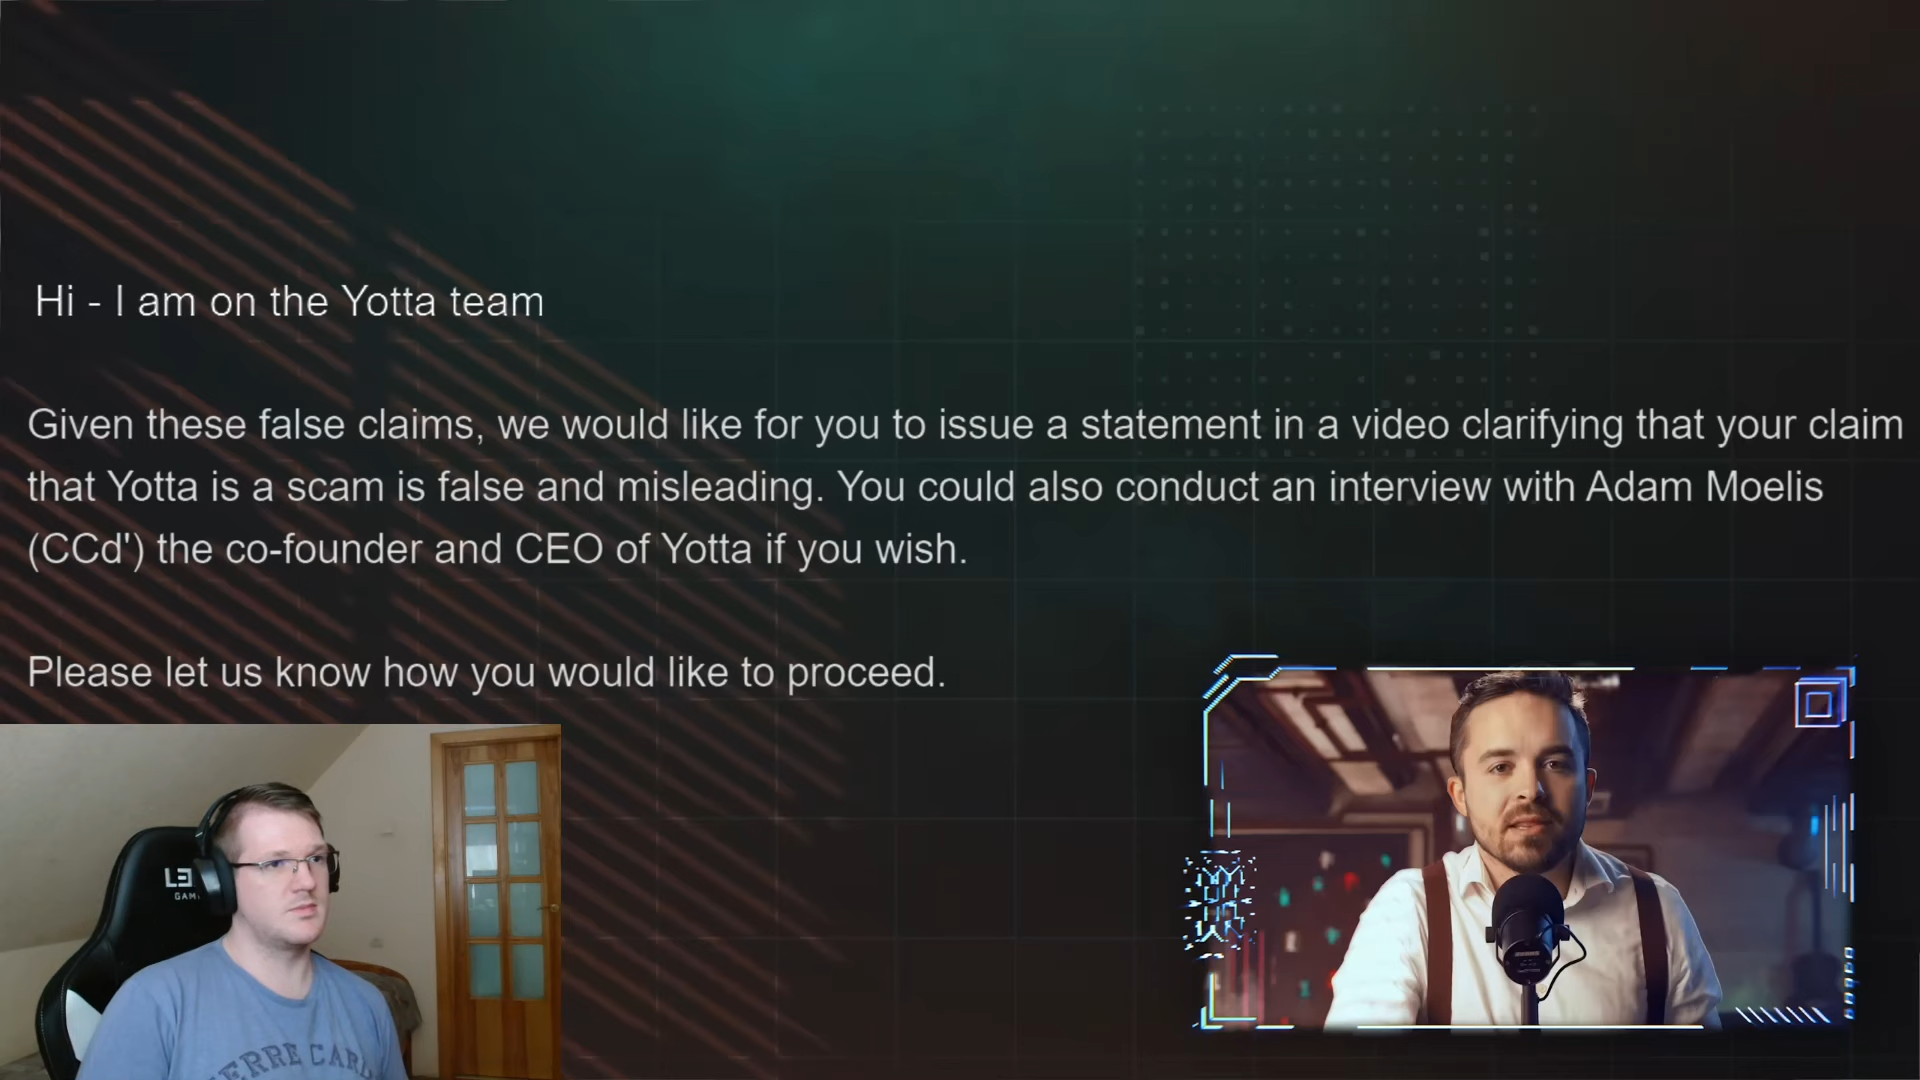 Hi - I am on the Yotta team
Given these false claims, we would like for you to issue a statement in a video clarifying that your claim
that Yotta is a scam is false and misleading. You could also conduct an interview with Adam Moelis
(CCd') the co-founder and CEO of Yotta if you wish.
Please let us know how you would like to proceed.
GAM
ERRE CAR